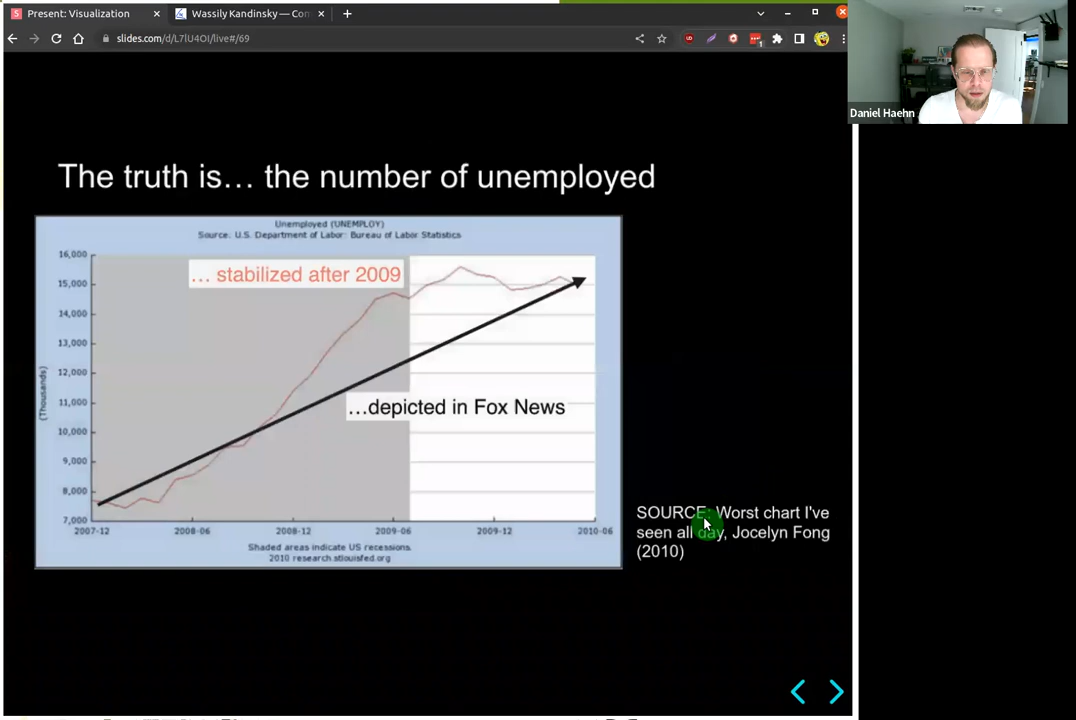 Present: Visualization
Wassily Kandinsky — Con
slides.com/d/L7lU4OI/live#/69
1
Daniel Haehn
The truth is… the number of unemployed
Unemployed (UNEMPLOY)
Source: U.S. Department of Labor: Bureau of Labor Statistics
… stabilized after 2009
…depicted in Fox News
(Thousands)
16,000
15,000
14,000
13,000
12,000
11,000
10,000
9,000
8,000
7,000
2007-12
2008-06
2008-12
2009-06
2009-12
2010-06
Shaded areas indicate US recessions.
2010 research.stlouisfed.org
SOURCE: Worst chart I've
seen all day, Jocelyn Fong
(2010)